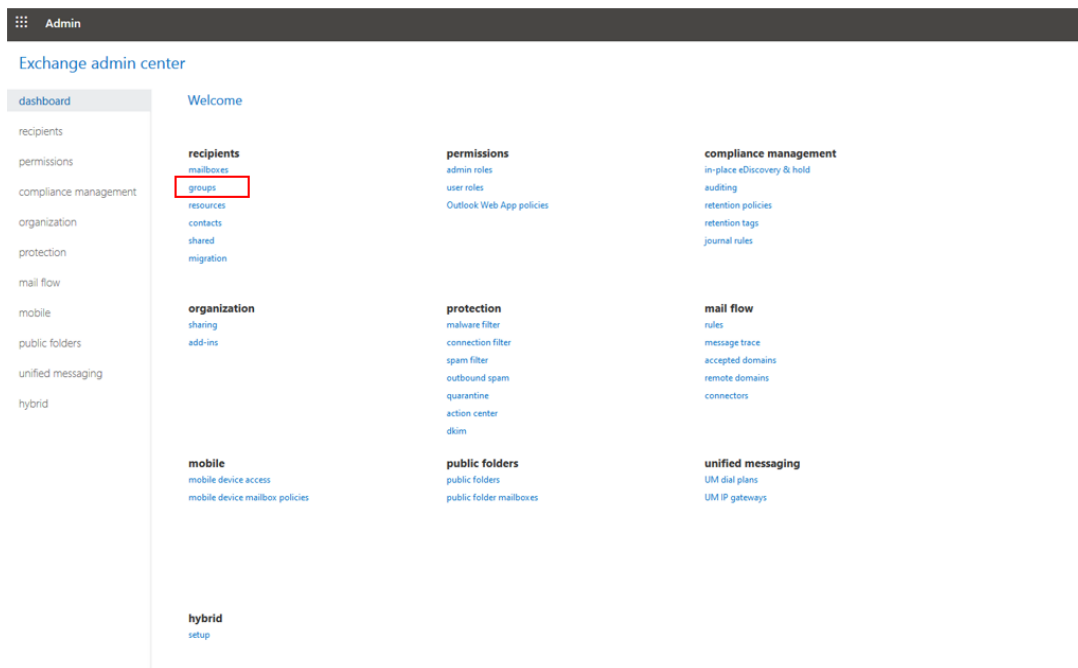 Admin
Exchange admin center
dashboard
recipients
permissions
compliance management
organization
protection
mail flow
mobile
public folders
unified messaging
hybrid
Welcome
recipients
mailboxes
groups
resources
contacts
shared
migration
permissions
admin roles
user roles
Outlook Web App policies
compliance management
in-place eDiscovery & hold
auditing
retention policies
retention tags
journal rules
organization
sharing
add-ins
protection
malware filter
connection filter
spam filter
outbound spam
quarantine
action center
dkim
mail flow
rules
message trace
accepted domains
remote domains
connectors
mobile
mobile device access
mobile device mailbox policies
public folders
public folders
public folder mailboxes
unified messaging
UM dial plans
UM IP gateways
hybrid
setup